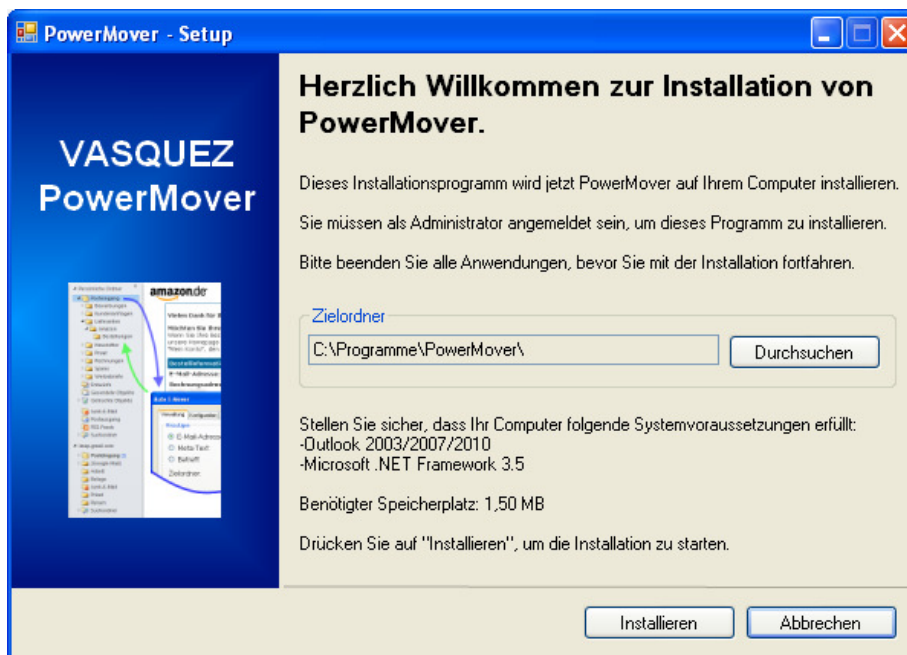 PowerMover - Setup
VASQUEZ
PowerMover
amazon.de
Herzlich Willkommen zur Installation von
PowerMover.
Dieses Installationsprogramm wird jetzt PowerMover auf Ihrem Computer installieren.
Sie müssen als Administrator angemeldet sein, um dieses Programm zu installieren.
Bitte beenden Sie alle Anwendungen, bevor Sie mit der Installation fortfahren.
Zielordner
C:\Programme\PowerMover\
Durchsuchen
Stellen Sie sicher, dass Ihr Computer folgende Systemvoraussetzungen erfüllt:
-Outlook 2003/2007/2010
-Microsoft .NET Framework 3.5
Benötigter Speicherplatz: 1,50 MB
Drücken Sie auf "Installieren", um die Installation zu starten.
Installieren
Abbrechen